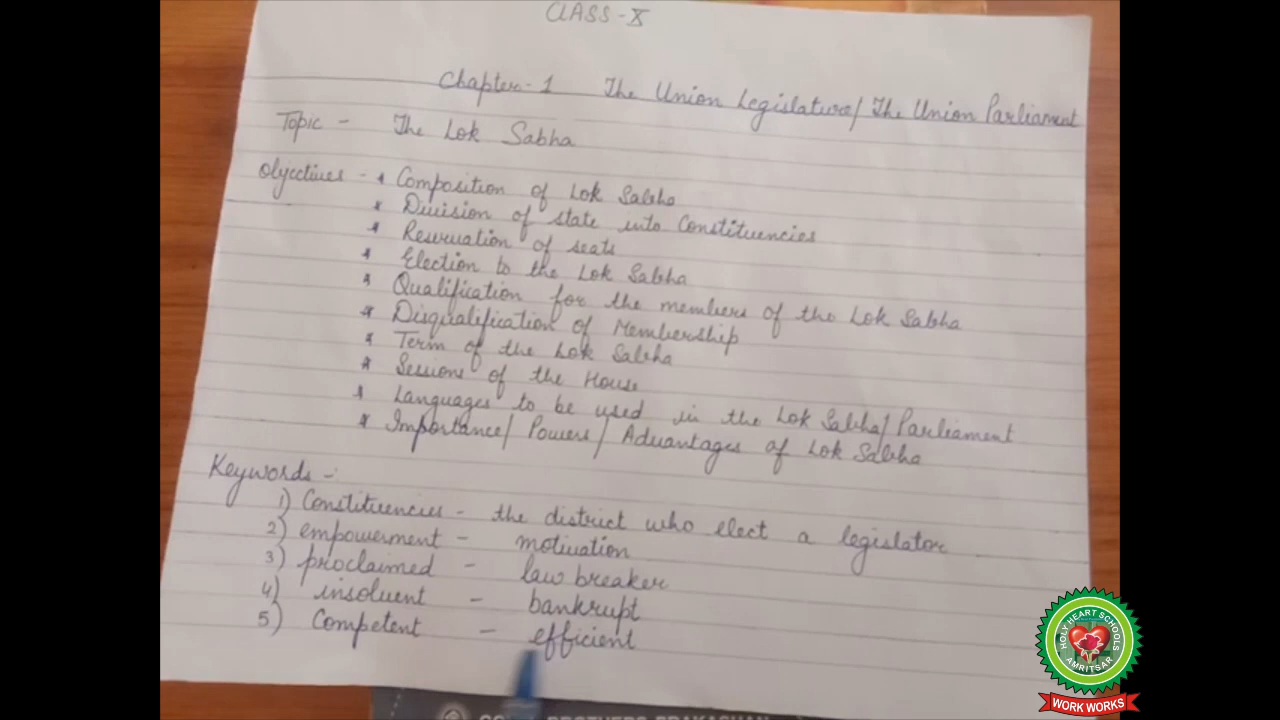 CLASS-X
Chapter-1 The Union Legislature/ The Union Parliament
Topic - The Lok Sabha
Objectives - * Composition of Lok Sabha
* Division of state into Constituencies
* Reservation of seats
* Election to the Lok Sabha
* Qualification for the members of the Lok Sabha
* Disqualification of Membership
* Term of the Lok Sabha
* Sessions of the House
* Languages to be used in the Lok Sabha/ Parliament
* Importance/ Powers/ Advantages of Lok Sabha
Keywords -:
1) Constituencies - the district who elect a legislator
2) empowerment - motivation
3) proclaimed - law breaker
4) insolvent - bankrupt
5) Competent - efficient
BROTHERS PRAKASHAN
HOLY HEART SCHOOLS
AMRITSAR
WORK WORKS